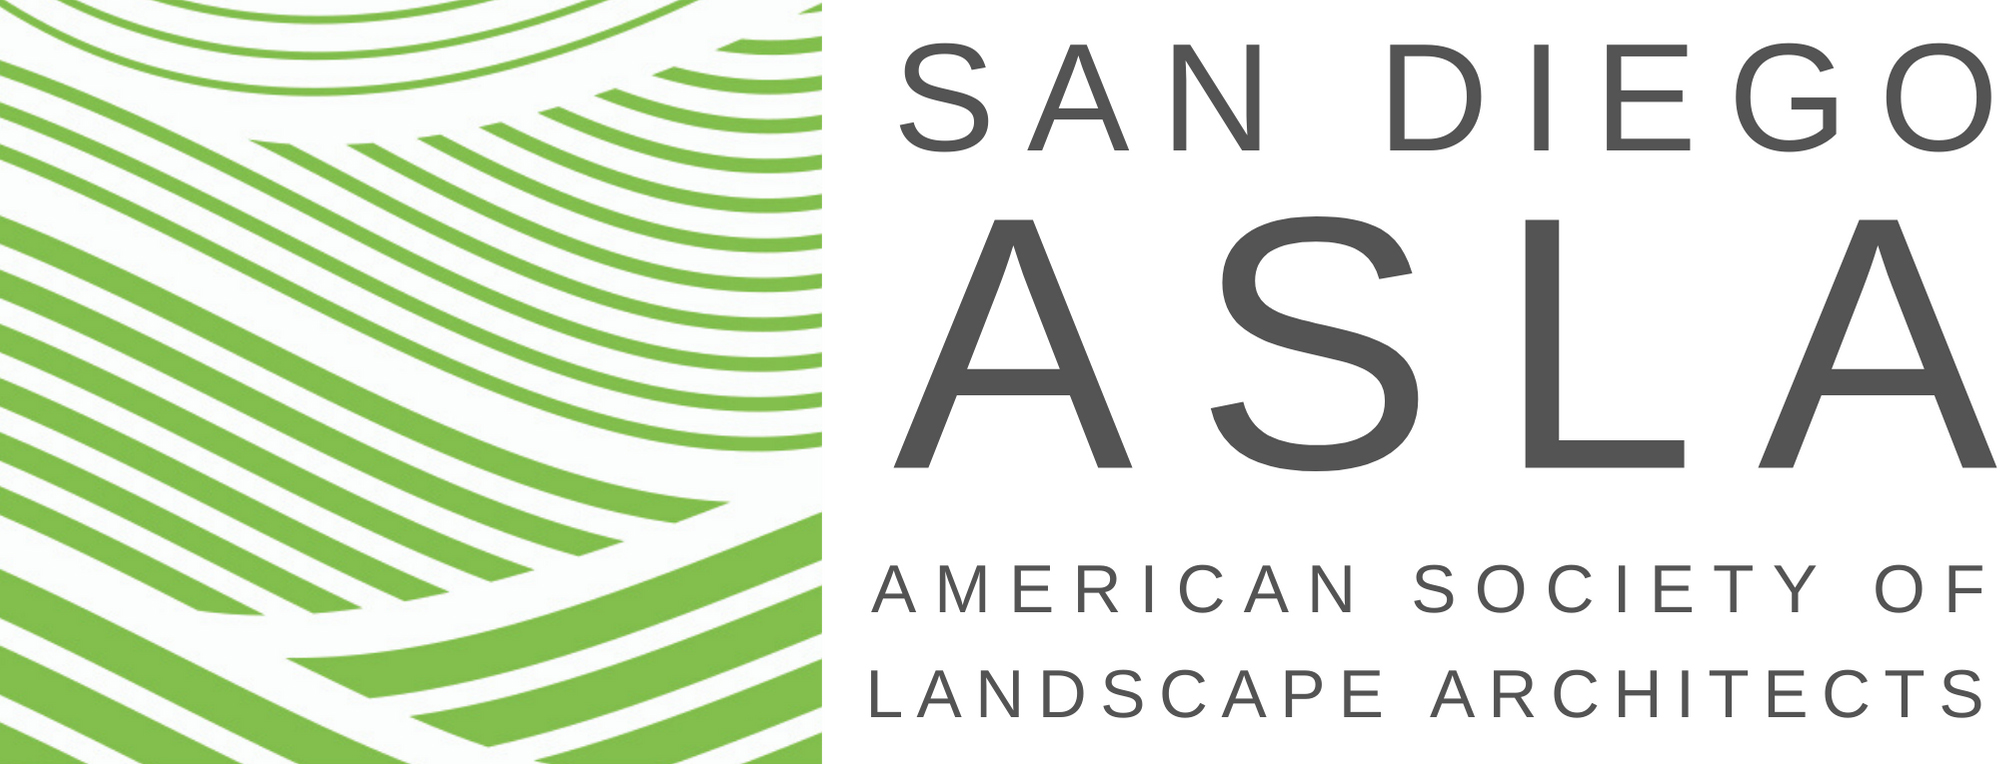 SAN DIEGO
ASLA
AMERICAN SOCIETY OF
LANDSCAPE ARCHITECTS